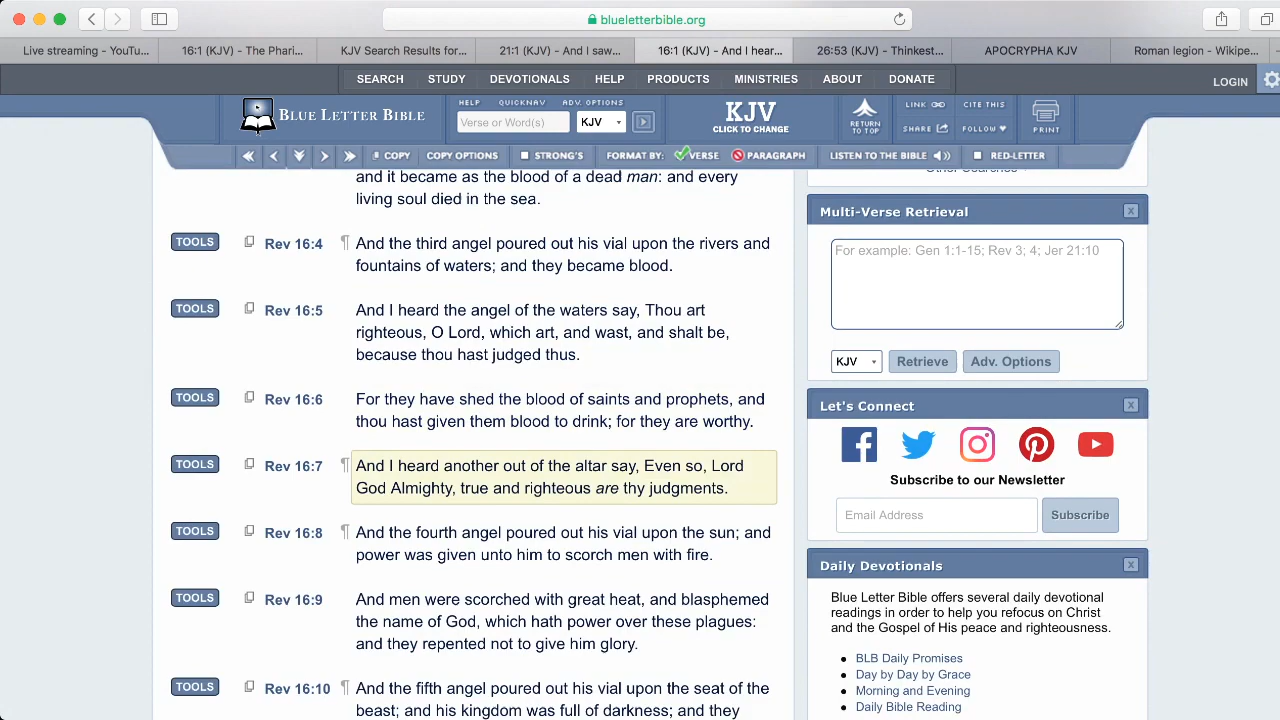 blueletterbible.org
Live streaming - YouTu...
16:1 (KJV) - The Phari...
KJV Search Results for...
21:1 (KJV) - And I saw...
16:1 (KJV) - And I hear...
26:53 (KJV) - Thinkest...
APOCRYPHA KJV
Roman legion - Wikipe...
SEARCH STUDY DEVOTIONALS HELP PRODUCTS MINISTRIES ABOUT DONATE
LOGIN
BLUE LETTER BIBLE
HELP QUICKNAV ADV. OPTIONS
Verse or Word(s)
KJV
KJV
CLICK TO CHANGE
RETURN
TO TOP
LINK
CITE THIS
SHARE
FOLLOW
PRINT
COPY COPY OPTIONS STRONG'S FORMAT BY: VERSE PARAGRAPH LISTEN TO THE BIBLE RED-LETTER
and it became as the blood of a dead man: and every
living soul died in the sea.
TOOLS Rev 16:4 ¶ And the third angel poured out his vial upon the rivers and
fountains of waters; and they became blood.
TOOLS Rev 16:5 And I heard the angel of the waters say, Thou art
righteous, O Lord, which art, and wast, and shalt be,
because thou hast judged thus.
TOOLS Rev 16:6 For they have shed the blood of saints and prophets, and
thou hast given them blood to drink; for they are worthy.
TOOLS Rev 16:7 ¶ And I heard another out of the altar say, Even so, Lord
God Almighty, true and righteous are thy judgments.
TOOLS Rev 16:8 ¶ And the fourth angel poured out his vial upon the sun; and
power was given unto him to scorch men with fire.
TOOLS Rev 16:9 And men were scorched with great heat, and blasphemed
the name of God, which hath power over these plagues:
and they repented not to give him glory.
TOOLS Rev 16:10 ¶ And the fifth angel poured out his vial upon the seat of the
beast; and his kingdom was full of darkness; and they
Multi-Verse Retrieval
For example: Gen 1:1-15; Rev 3; 4; Jer 21:10
KJV Retrieve Adv. Options
Let's Connect
Subscribe to our Newsletter
Email Address Subscribe
Daily Devotionals
Blue Letter Bible offers several daily devotional
readings in order to help you refocus on Christ
and the Gospel of His peace and righteousness.
BLB Daily Promises
Day by Day by Grace
Morning and Evening
Daily Bible Reading